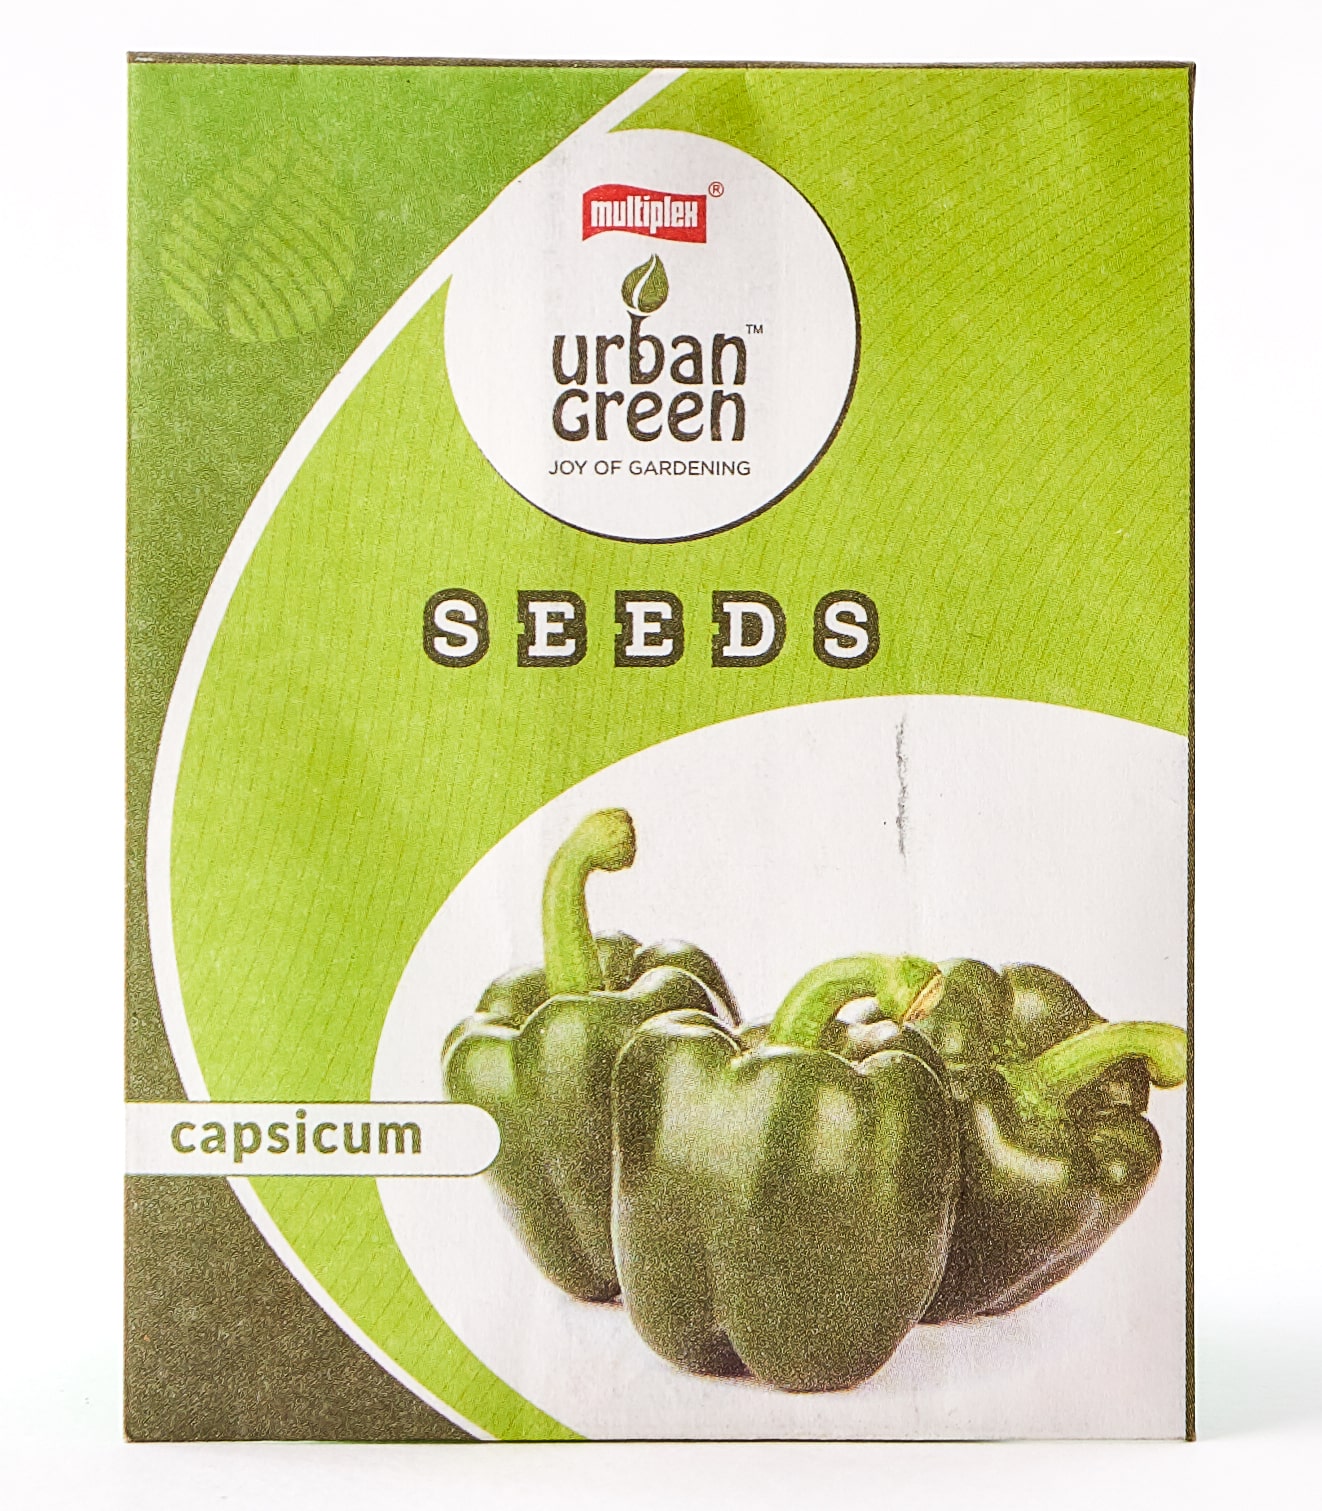 multiplex®
urban™
Green
JOY OF GARDENING
SEEDS
capsicum